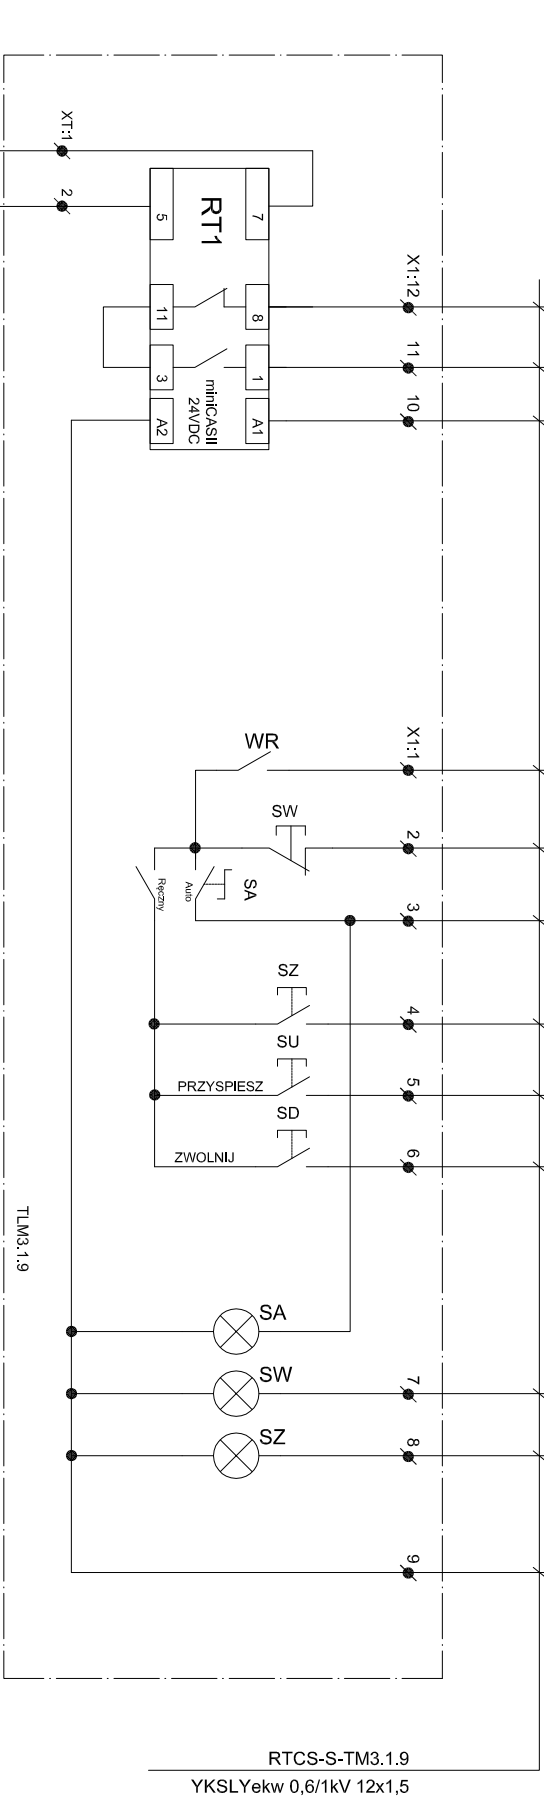 XT:1
2
RT1
5
7
11
8
3
1
A2
A1
miniCASII
24VDC
X1:12
11
10
WR
X1:1
SW
2
Ręczny
Auto
SA
3
SZ
4
SU
PRZYSPIESZ
5
SD
ZWOLNIJ
6
TLM3.1.9
SA
SW
7
SZ
8
9
RTCS-S-TM3.1.9
YKSLYekw 0,6/1kV 12x1,5